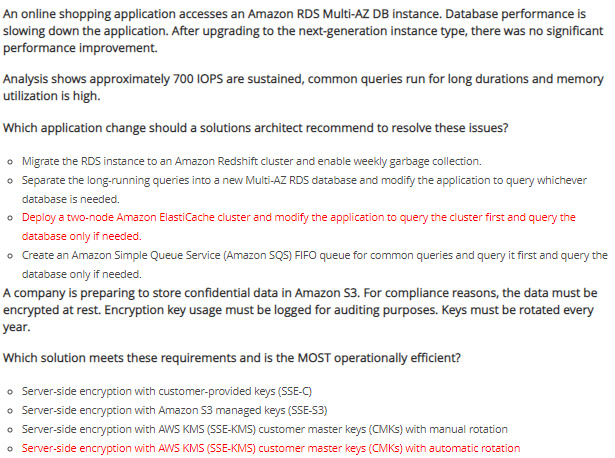 An online shopping application accesses an Amazon RDS Multi-AZ DB instance. Database performance is
slowing down the application. After upgrading to the next-generation instance type, there was no significant
performance improvement.
Analysis shows approximately 700 IOPS are sustained, common queries run for long durations and memory
utilization is high.
Which application change should a solutions architect recommend to resolve these issues?
Migrate the RDS instance to an Amazon Redshift cluster and enable weekly garbage collection.
Separate the long-running queries into a new Multi-AZ RDS database and modify the application to query whichever
database is needed.
Deploy a two-node Amazon ElastiCache cluster and modify the application to query the cluster first and query the
database only if needed.
Create an Amazon Simple Queue Service (Amazon SQS) FIFO queue for common queries and query it first and query the
database only if needed.
A company is preparing to store confidential data in Amazon S3. For compliance reasons, the data must be
encrypted at rest. Encryption key usage must be logged for auditing purposes. Keys must be rotated every
year.
Which solution meets these requirements and is the MOST operationally efficient?
Server-side encryption with customer-provided keys (SSE-C)
Server-side encryption with Amazon S3 managed keys (SSE-S3)
Server-side encryption with AWS KMS (SSE-KMS) customer master keys (CMKs) with manual rotation
Server-side encryption with AWS KMS (SSE-KMS) customer master keys (CMKs) with automatic rotation